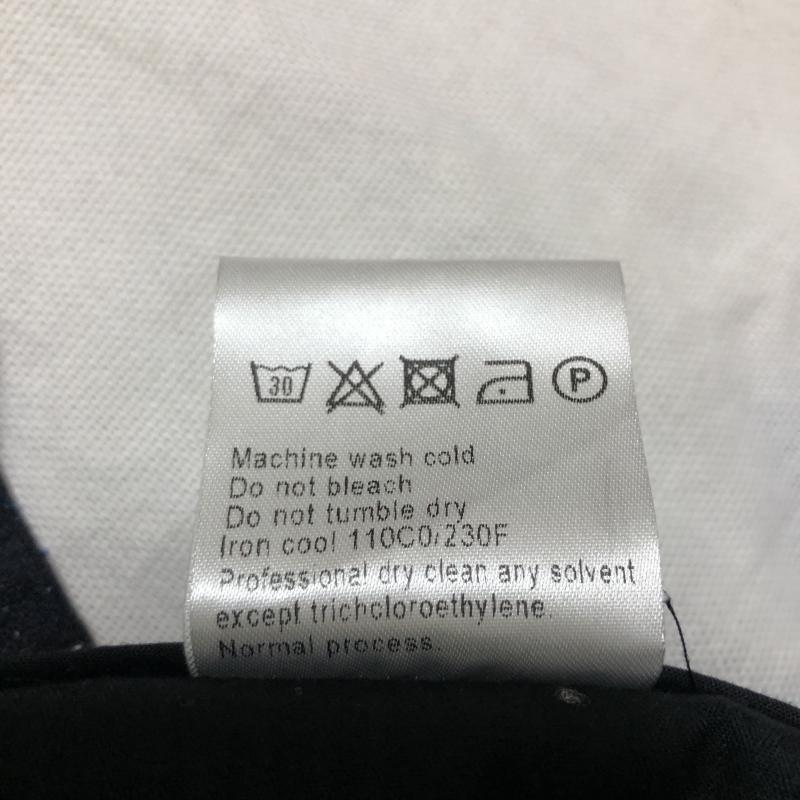 30
P
Machine wash cold
Do not bleach
Do not tumble dry
Iron cool 110C0/230F
Professional dry clean any solvent
except trichcloroethylene.
Normal process.